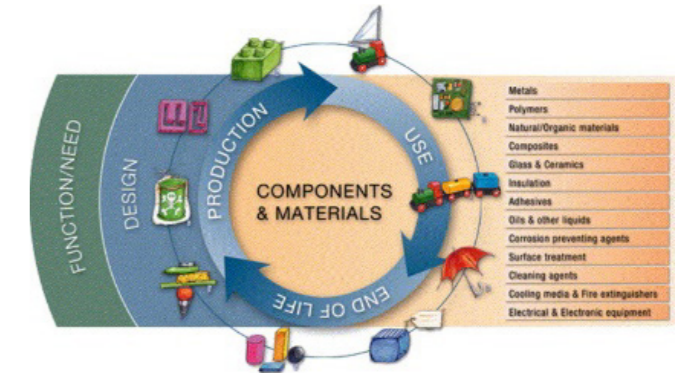 FUNCTION/NEED
DESIGN
PRODUCTION
USE
END OF LIFE
COMPONENTS
& MATERIALS
Metals
Polymers
Natural/Organic materials
Composites
Glass & Ceramics
Insulation
Adhesives
Oils & other liquids
Corrosion preventing agents
Surface treatment
Cleaning agents
Cooling media & Fire extinguishers
Electrical & Electronic equipment